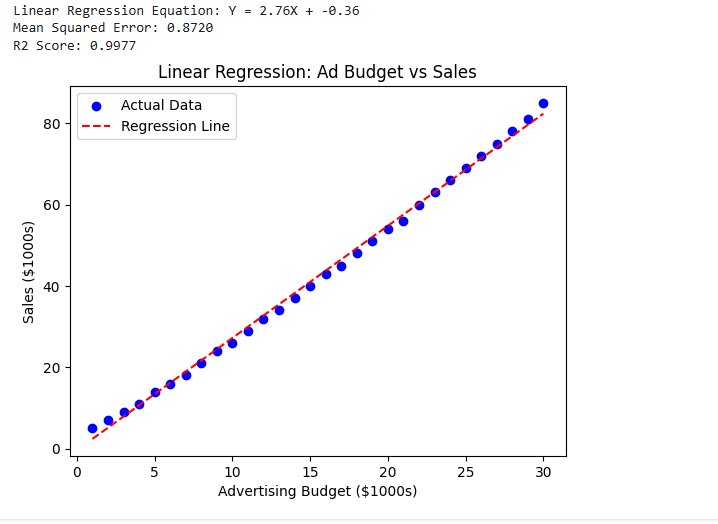 Linear Regression Equation: Y = 2.76X + -0.36
Mean Squared Error: 0.8720
R2 Score: 0.9977
Linear Regression: Ad Budget vs Sales
Actual Data
Regression Line
80
60
40
20
0
Sales ($1000s)
0 5 10 15 20 25 30
Advertising Budget ($1000s)